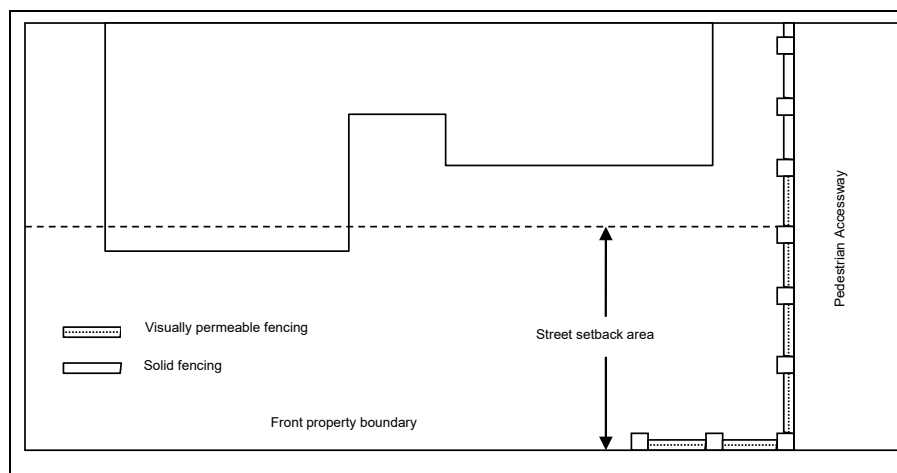 Pedestrian Accessway
Visually permeable fencing
Street setback area
Solid fencing
Front property boundary